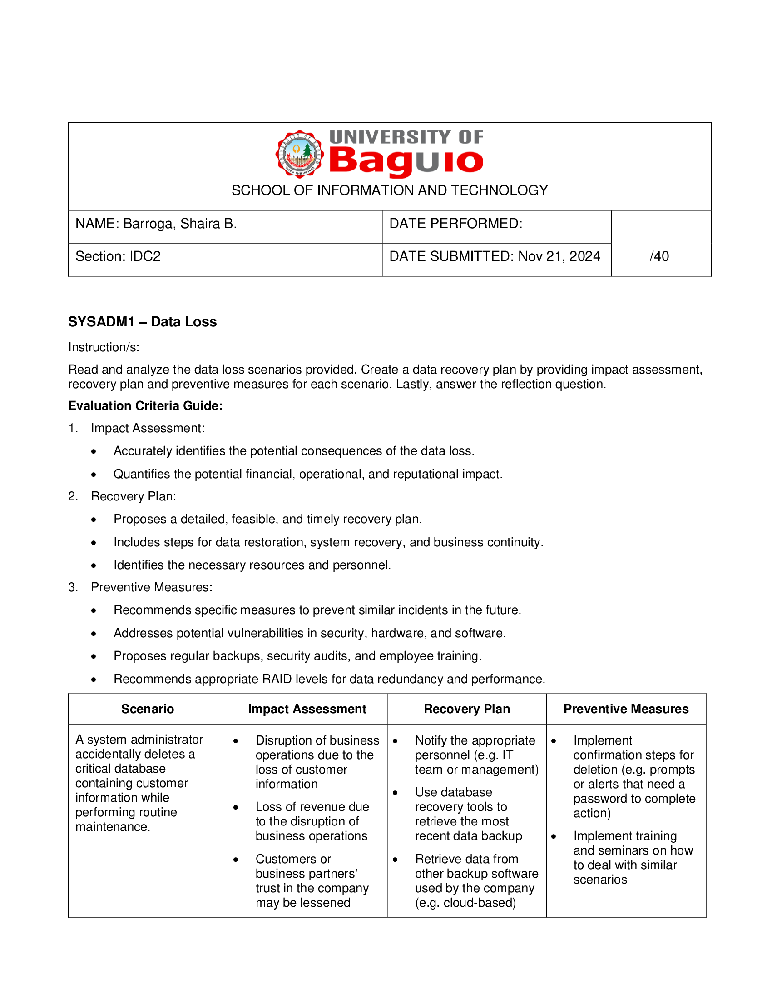 UNIVERSITY OF BAGUIO
1948 • PHILIPPINES
UNIVERSITY OF
Baguio
SCHOOL OF INFORMATION AND TECHNOLOGY
NAME: Barroga, Shaira B.
DATE PERFORMED:
Section: IDC2
DATE SUBMITTED: Nov 21, 2024
/40
SYSADM1 – Data Loss
Instruction/s:
Read and analyze the data loss scenarios provided. Create a data recovery plan by providing impact assessment,
recovery plan and preventive measures for each scenario. Lastly, answer the reflection question.
Evaluation Criteria Guide:
1. Impact Assessment:
• Accurately identifies the potential consequences of the data loss.
• Quantifies the potential financial, operational, and reputational impact.
2. Recovery Plan:
• Proposes a detailed, feasible, and timely recovery plan.
• Includes steps for data restoration, system recovery, and business continuity.
• Identifies the necessary resources and personnel.
3. Preventive Measures:
• Recommends specific measures to prevent similar incidents in the future.
• Addresses potential vulnerabilities in security, hardware, and software.
• Proposes regular backups, security audits, and employee training.
• Recommends appropriate RAID levels for data redundancy and performance.
Scenario
Impact Assessment
Recovery Plan
Preventive Measures
A system administrator
accidentally deletes a
critical database
containing customer
information while
performing routine
maintenance.
• Disruption of business
operations due to the
loss of customer
information
• Loss of revenue due
to the disruption of
business operations
• Customers or
business partners'
trust in the company
may be lessened
• Notify the appropriate
personnel (e.g. IT
team or management)
• Use database
recovery tools to
retrieve the most
recent data backup
• Retrieve data from
other backup software
used by the company
(e.g. cloud-based)
• Implement
confirmation steps for
deletion (e.g. prompts
or alerts that need a
password to complete
action)
• Implement training
and seminars on how
to deal with similar
scenarios